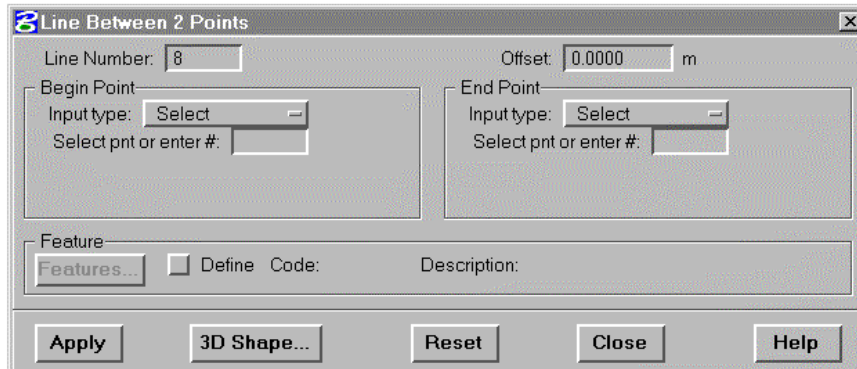 Line Between 2 Points
Line Number: 8 Offset: 0.0000 m
Begin Point
Input type: Select
Select pnt or enter #:
End Point
Input type: Select
Select pnt or enter #:
Feature
Features... Define Code: Description:
Apply 3D Shape... Reset Close Help